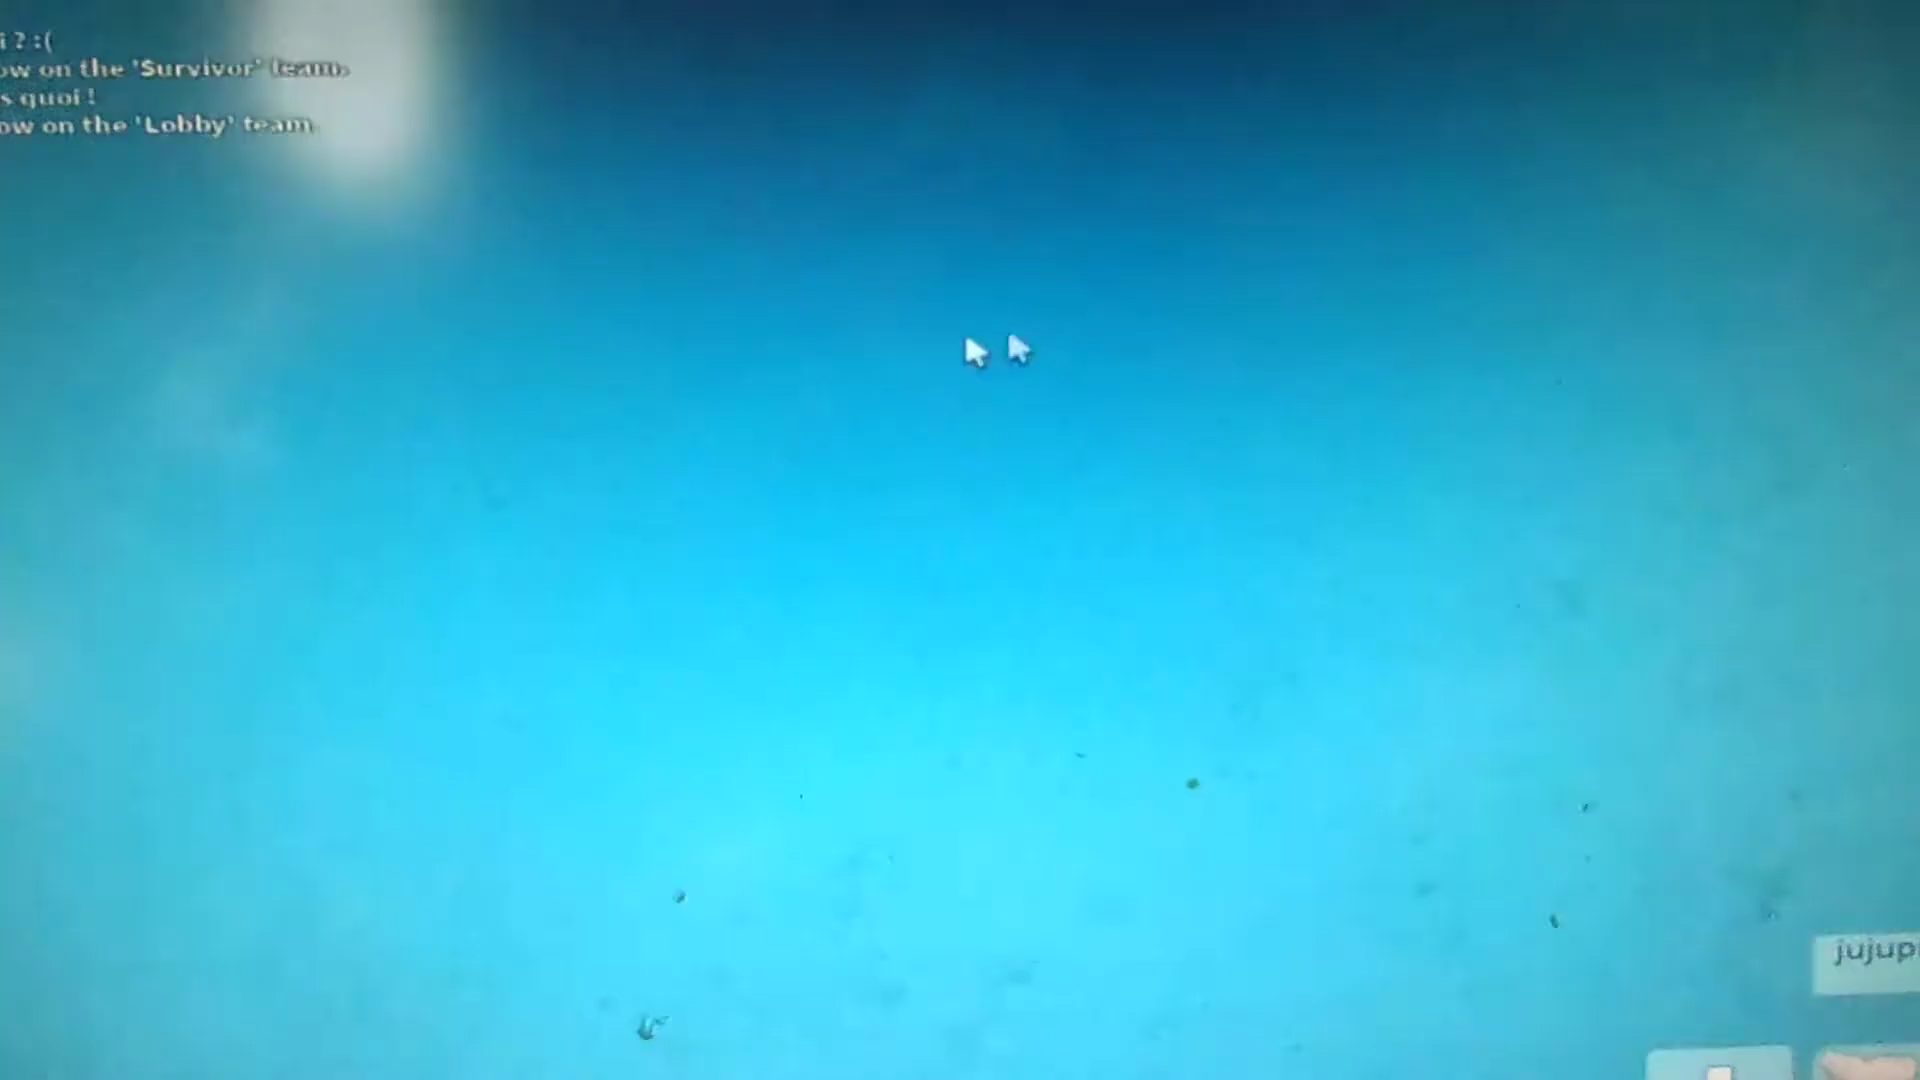 i ? :(
ow on the 'Survivor' team.
s quoi !
ow on the 'Lobby' team.
jujup